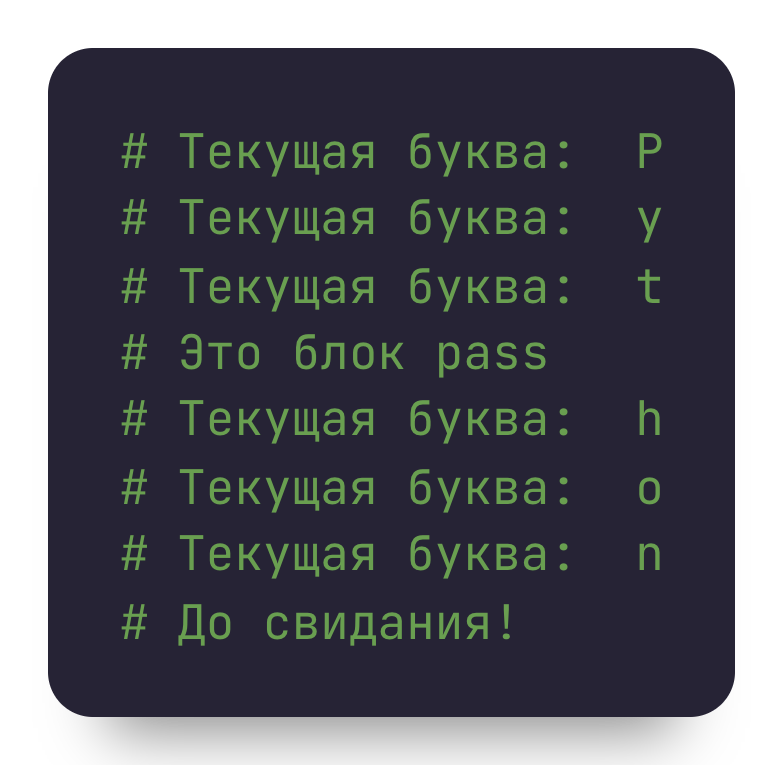 # Текущая буква:  P
# Текущая буква:  y
# Текущая буква:  t
# Это блок pass
# Текущая буква:  h
# Текущая буква:  o
# Текущая буква:  n
# До свидания!